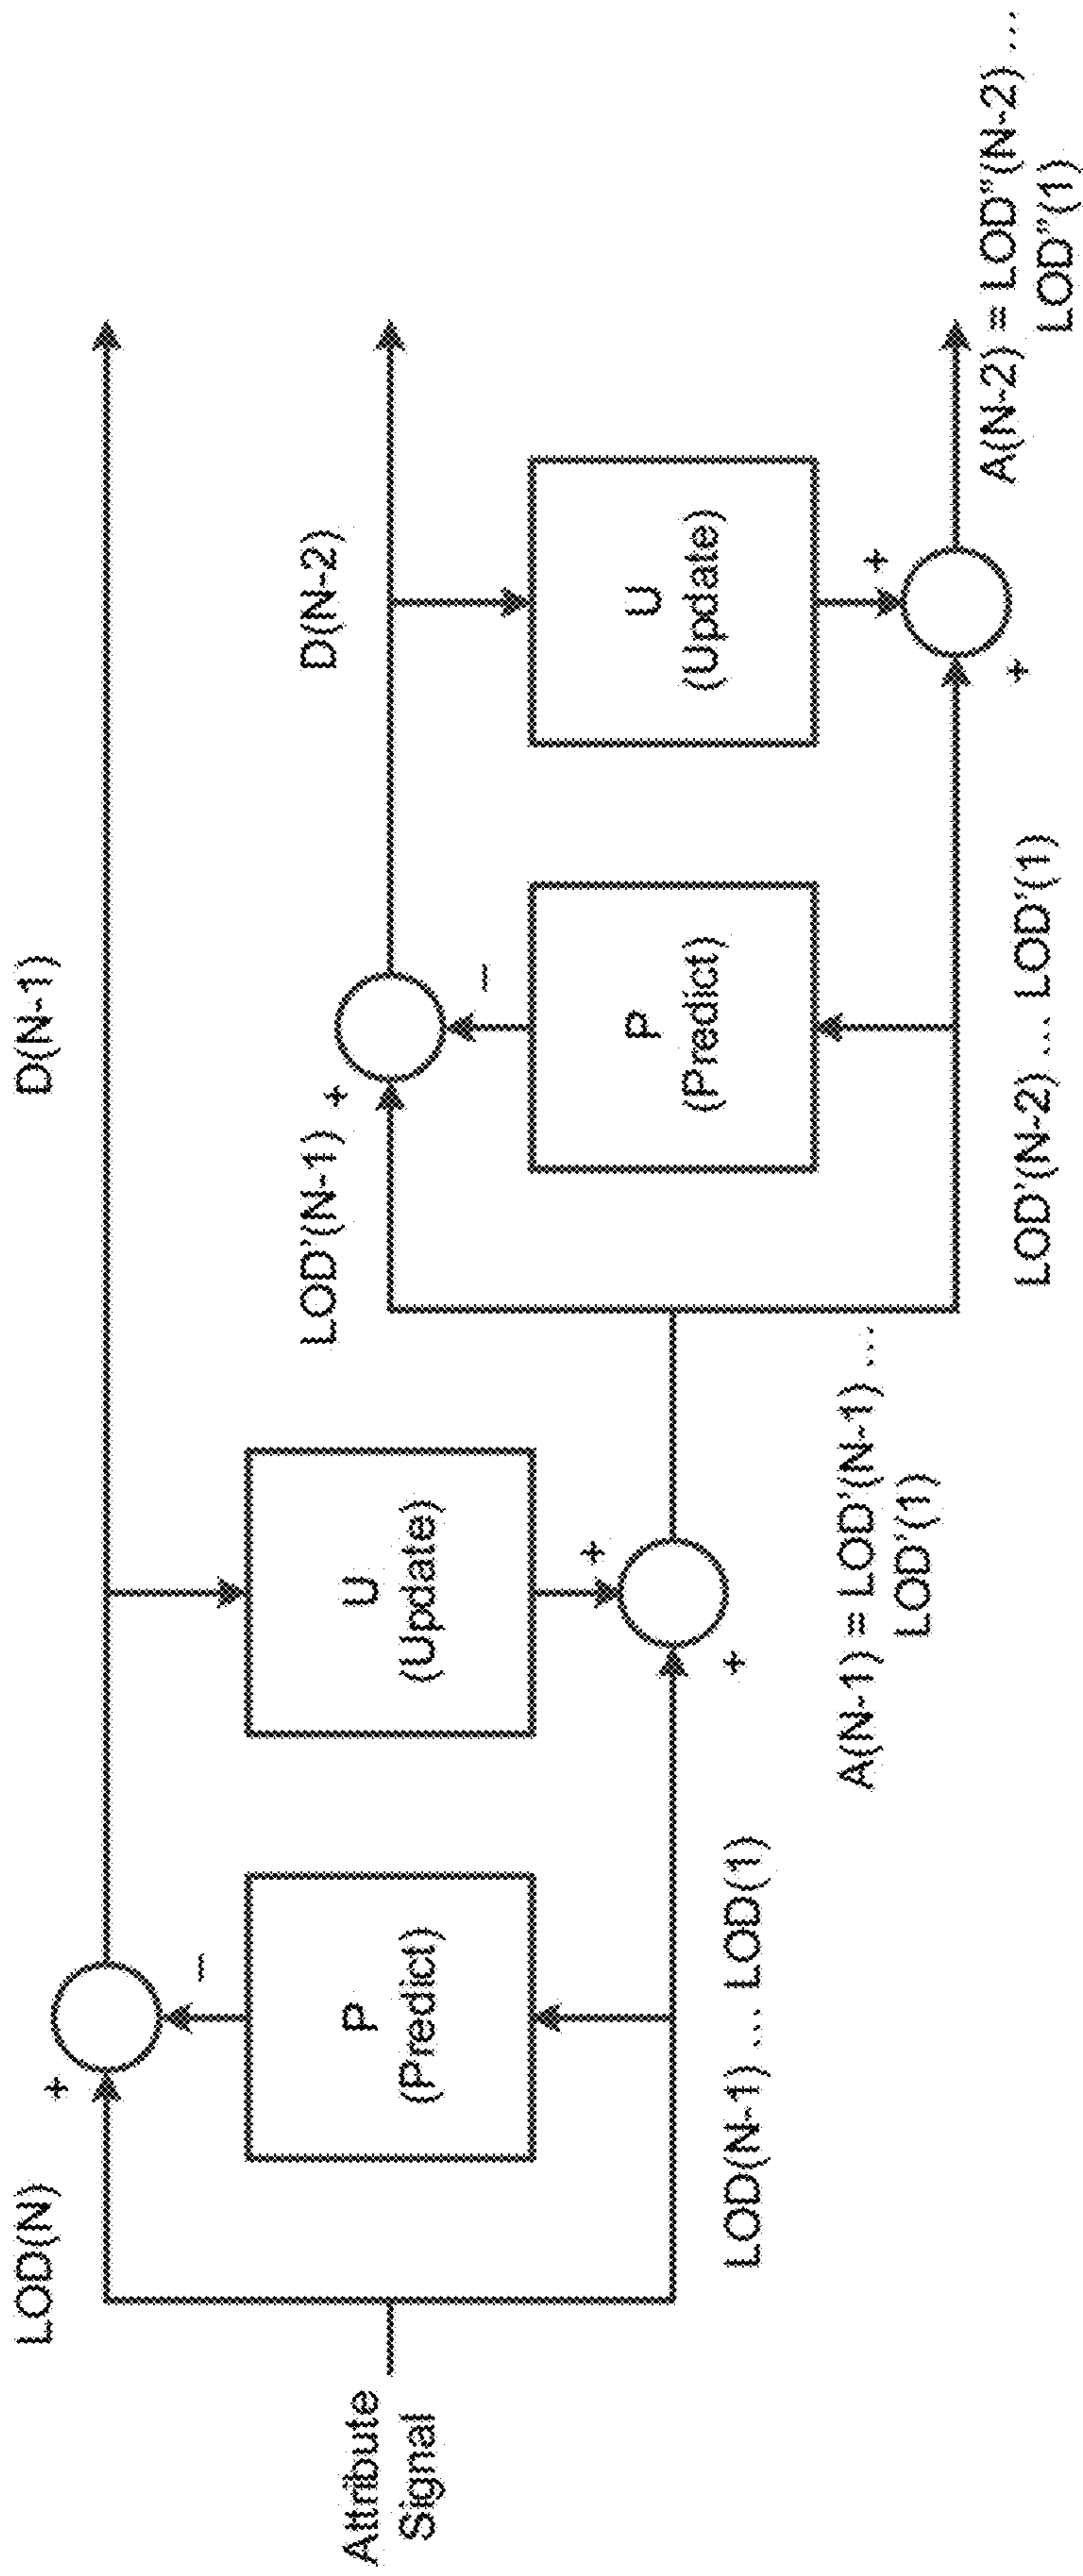 Attribute
Signal
LOD(N)
+
–
P
(Predict)
LOD(N-1) ... LOD(1)
D(N-1)
U
(Update)
+
+
A(N-1) = LOD'(N-1) ...
LOD'(1)
LOD'(N-1)
+
–
P
(Predict)
LOD'(N-2) ... LOD'(1)
D(N-2)
U
(Update)
+
+
A(N-2) = LOD"(N-2) ...
LOD"(1)